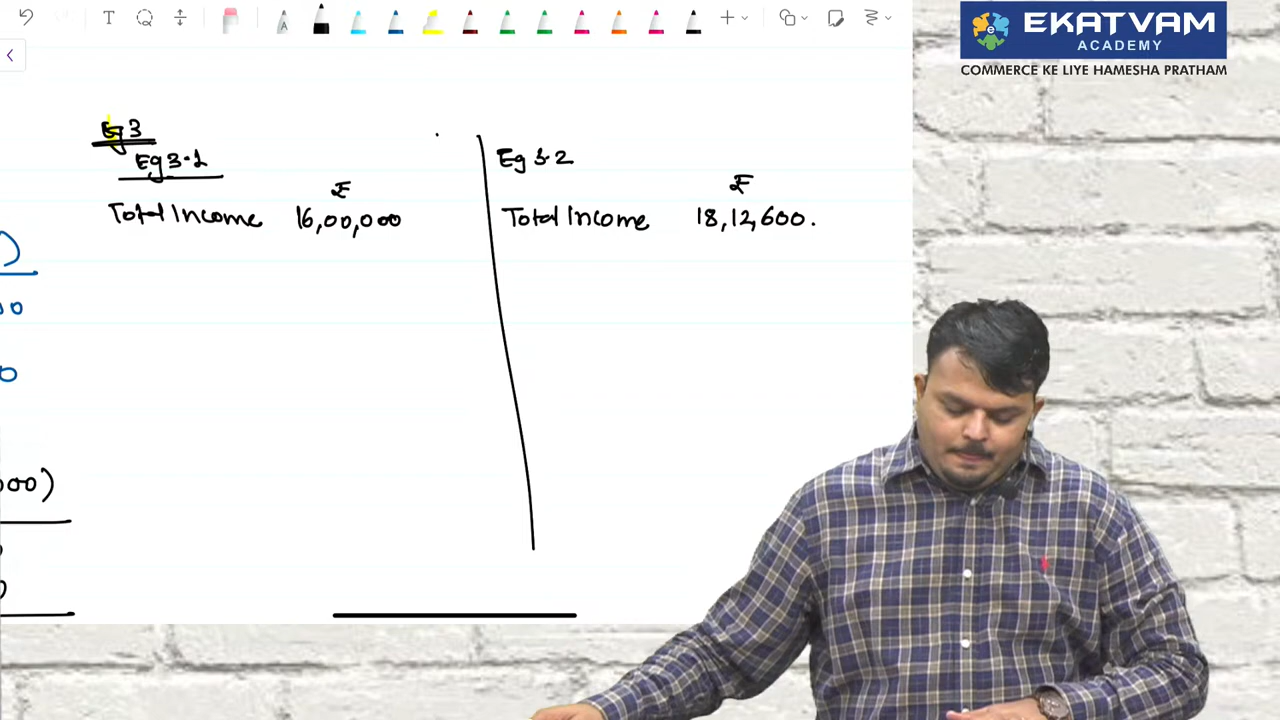 EKATVAM
ACADEMY
COMMERCE KE LIYE HAMESHA PRATHAM
Eg 3
Eg 3.1
₹
Total Income 16,00,000
Eg 3.2
₹
Total Income 18,12,600.
000)